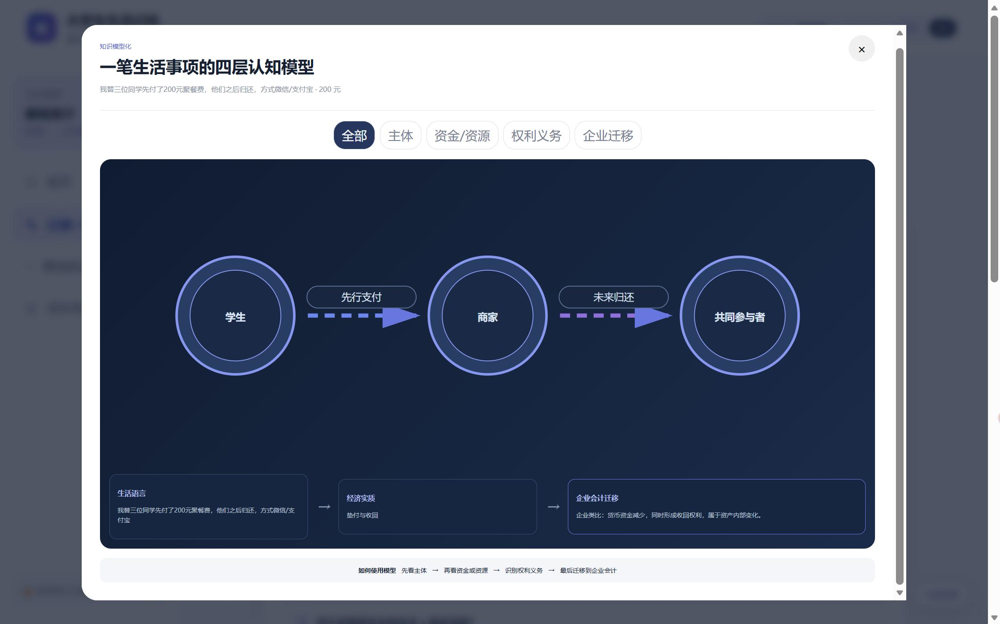 知识模型化
一笔生活事项的四层认知模型
我替三位同学先付了200元聚餐费，他们之后归还，方式微信/支付宝 · 200 元
×
全部
主体
资金/资源
权利义务
企业迁移
学生
先行支付
商家
未来归还
共同参与者
生活语言
我替三位同学先付了200元聚餐费，他们之后归还，方式微信/支
付宝
→
经济实质
垫付与收回
→
企业会计迁移
企业类比：货币资金减少，同时形成收回权利，属于资产内部变化。
如何使用模型 先看主体 → 再看资金或资源 → 识别权利义务 → 最后迁移到企业会计